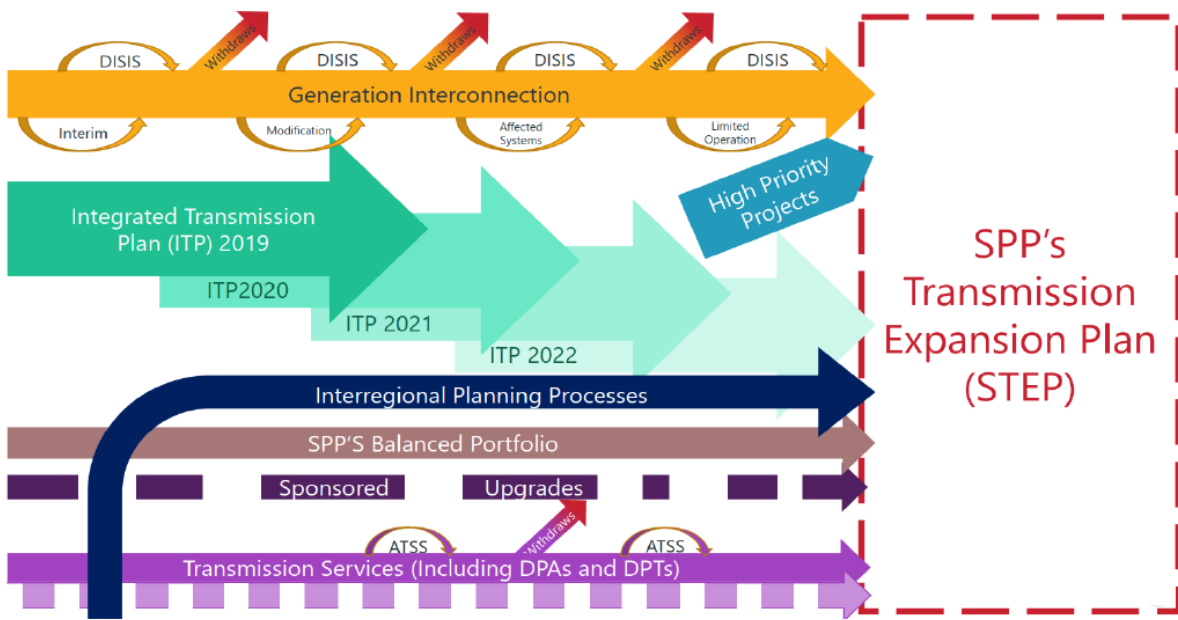 Withdraws
Withdraws
Withdraws
DISIS
DISIS
DISIS
DISIS
Generation Interconnection
Interim
Modification
Affected
Systems
Limited
Operation
High Priority
Projects
Integrated Transmission
Plan (ITP) 2019
ITP2020
ITP 2021
ITP 2022
Interregional Planning Processes
SPP'S Balanced Portfolio
Sponsored
Upgrades
Withdraws
ATSS
ATSS
Transmission Services (Including DPAs and DPTs)
SPP's
Transmission
Expansion Plan
(STEP)